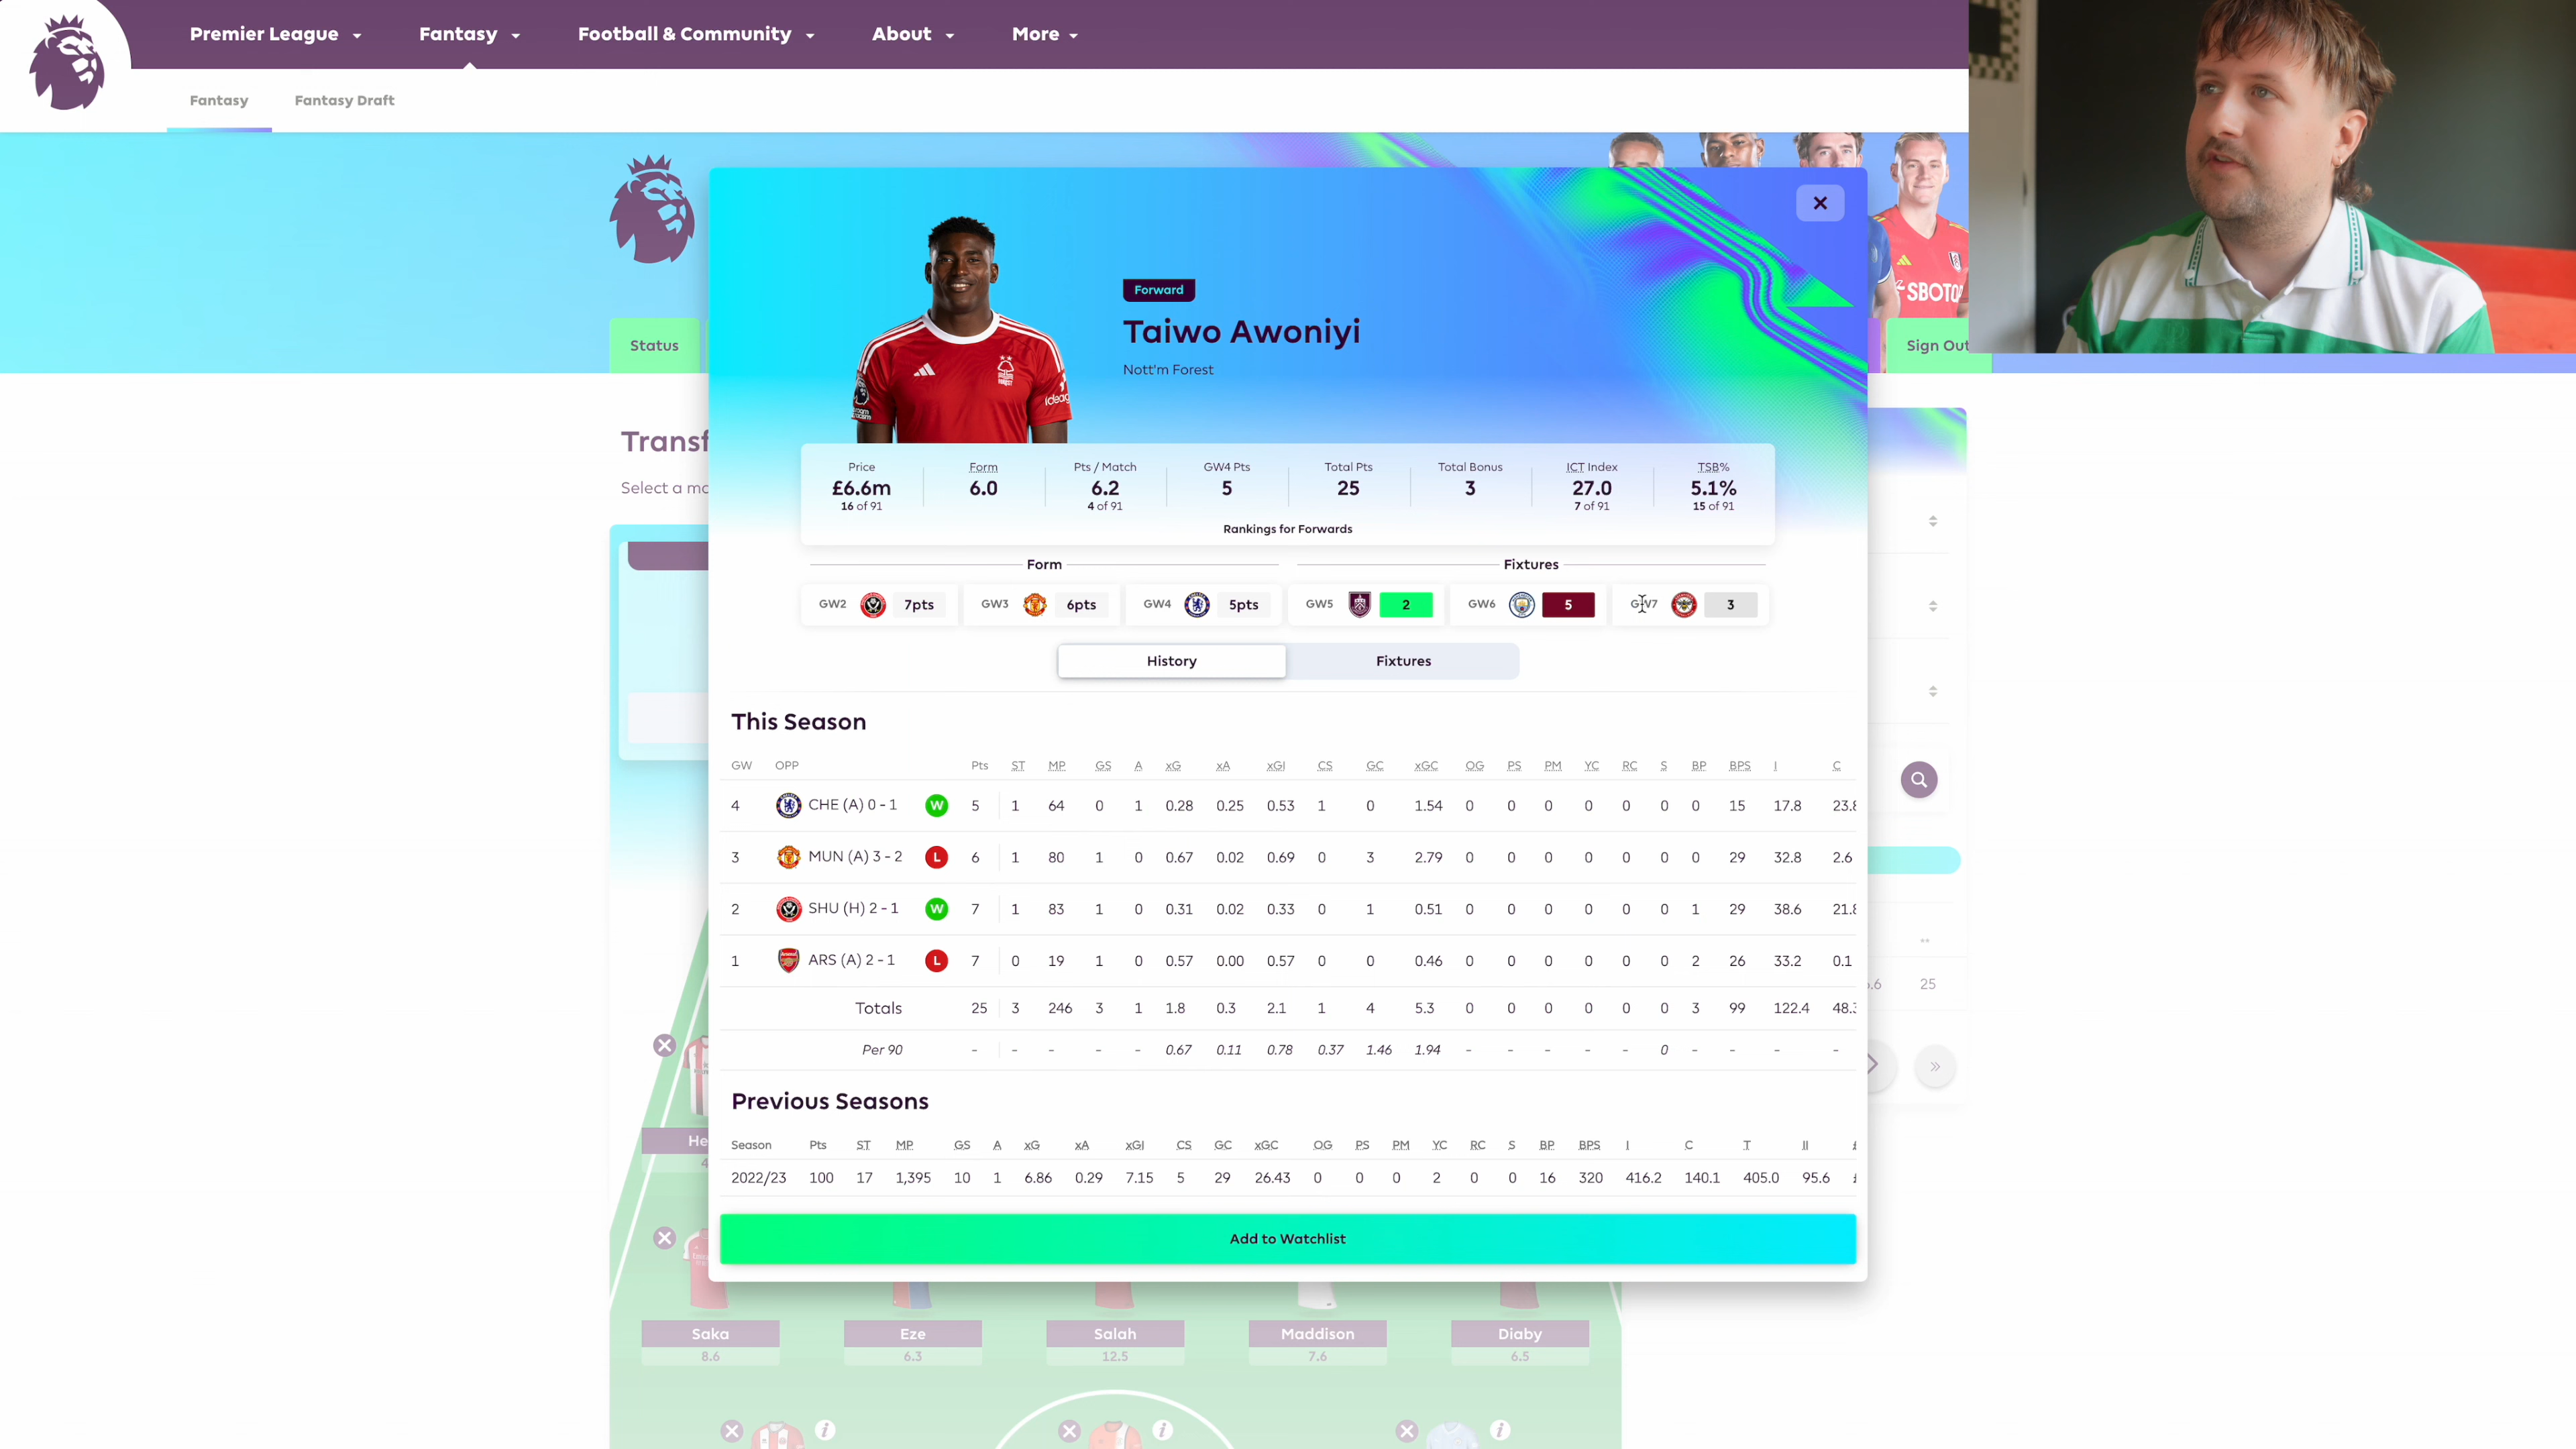 Premier League
Fantasy
Football & Community
About
More
Fantasy
Fantasy Draft
SBOTO
Status
Sign Out
Forward
Taiwo Awoniyi
Nott'm Forest
Transf
Select a mo
Price Form Pts / Match GW4 Pts Total Pts Total Bonus ICT Index TSB%
£6.6m 6.0 6.2 5 25 3 27.0 5.1%
16 of 91 4 of 91 7 of 91 15 of 91
Rankings for Forwards
Form Fixtures
GW2 7pts GW3 6pts GW4 5pts GW5 2 GW6 5 GW7 3
History Fixtures
This Season
GW OPP Pts ST MP GS A xG xA xGI CS GC xGC OG PS PM YC RC S BP BPS I C
4 CHE (A) 0 - 1 W 5 1 64 0 1 0.28 0.25 0.53 1 0 1.54 0 0 0 0 0 0 0 15 17.8 23.8
3 MUN (A) 3 - 2 L 6 1 80 1 0 0.67 0.02 0.69 0 3 2.79 0 0 0 0 0 0 0 29 32.8 2.6
2 SHU (H) 2 - 1 W 7 1 83 1 0 0.31 0.02 0.33 0 1 0.51 0 0 0 0 0 0 1 29 38.6 21.8
1 ARS (A) 2 - 1 L 7 0 19 1 0 0.57 0.00 0.57 0 0 0.46 0 0 0 0 0 0 2 26 33.2 0.1
Totals 25 3 246 3 1 1.8 0.3 2.1 1 4 5.3 0 0 0 0 0 0 3 99 122.4 48.3
Per 90 - - - - - 0.67 0.11 0.78 0.37 1.46 1.94 - - - - - 0 - - - -
.6 25
Previous Seasons
Season Pts ST MP GS A xG xA xGI CS GC xGC OG PS PM YC RC S BP BPS I C T II £
2022/23 100 17 1,395 10 1 6.86 0.29 7.15 5 29 26.43 0 0 0 2 0 0 16 320 416.2 140.1 405.0 95.6 £
He
4
Add to Watchlist
Saka Eze Salah Maddison Diaby
8.6 6.3 12.5 7.6 6.5